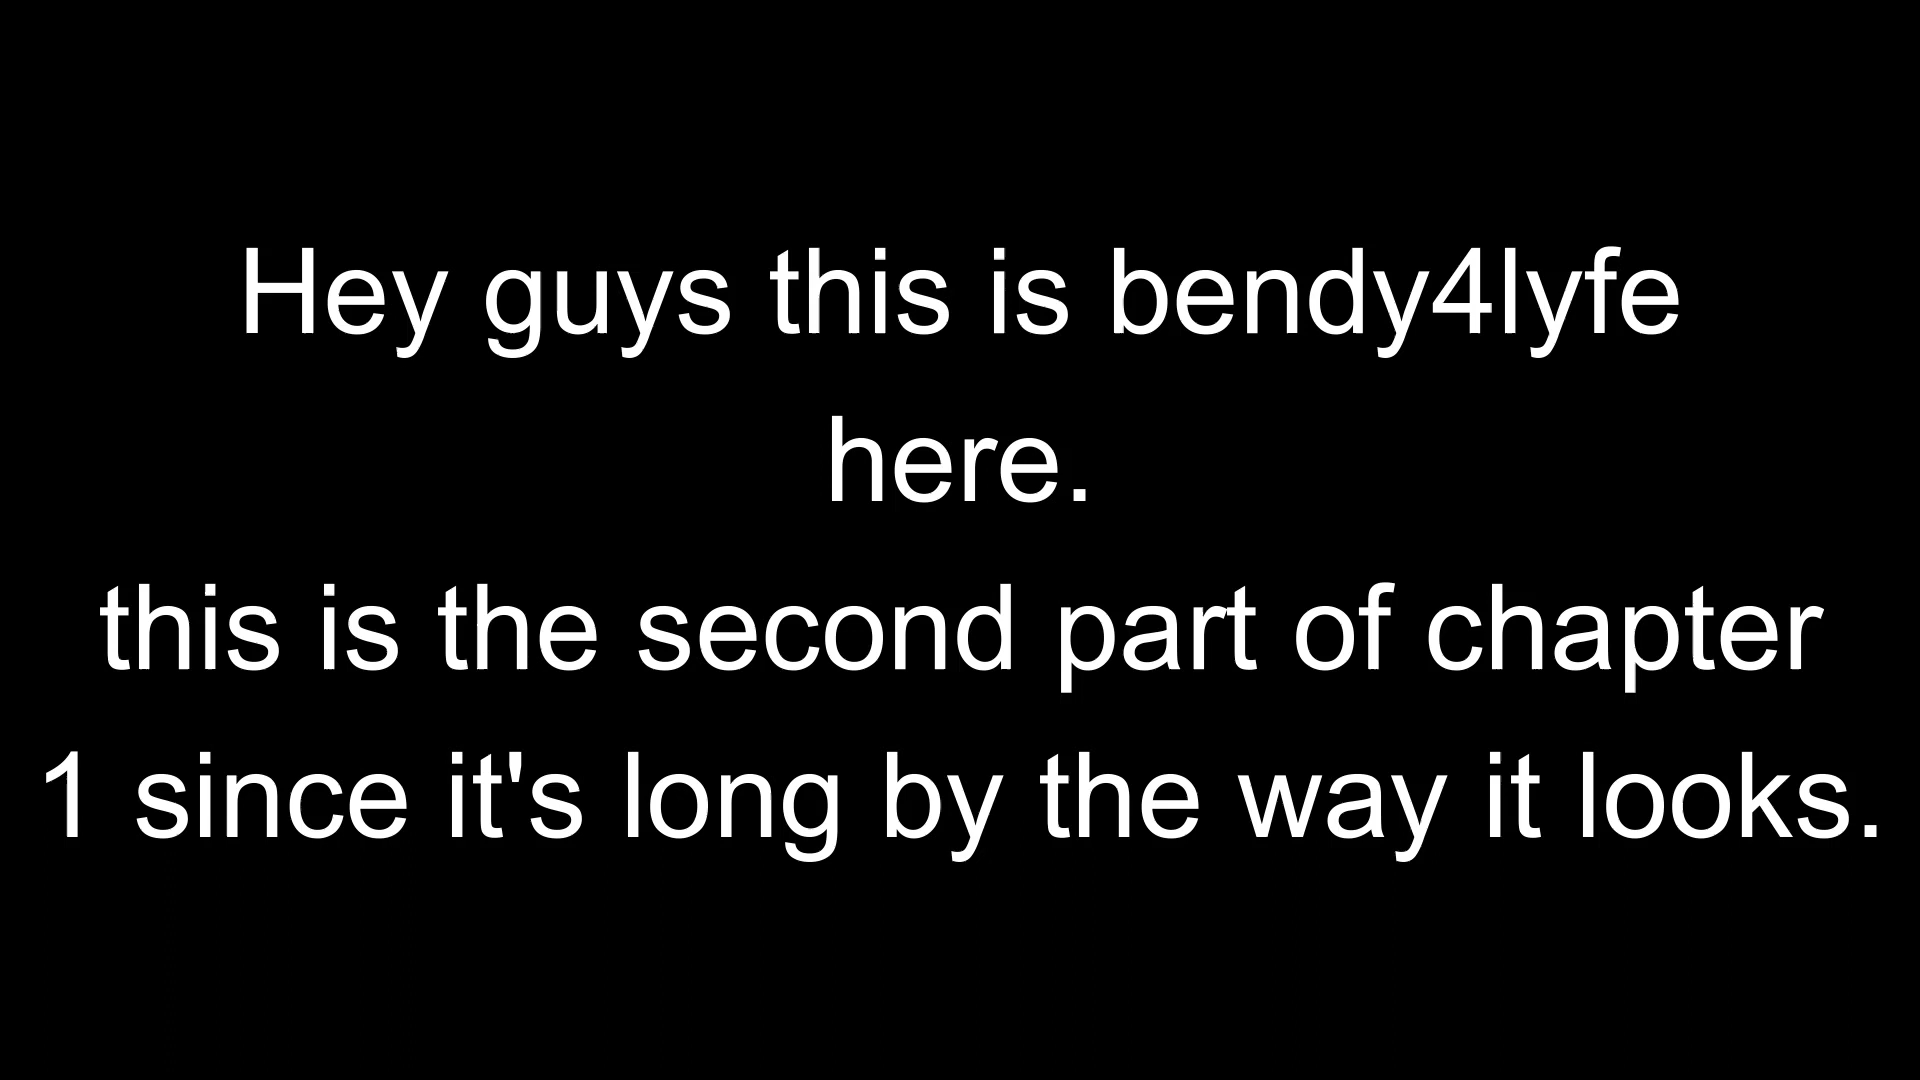 Hey guys this is bendy4lyfe
here.
this is the second part of chapter
1 since it's long by the way it looks.